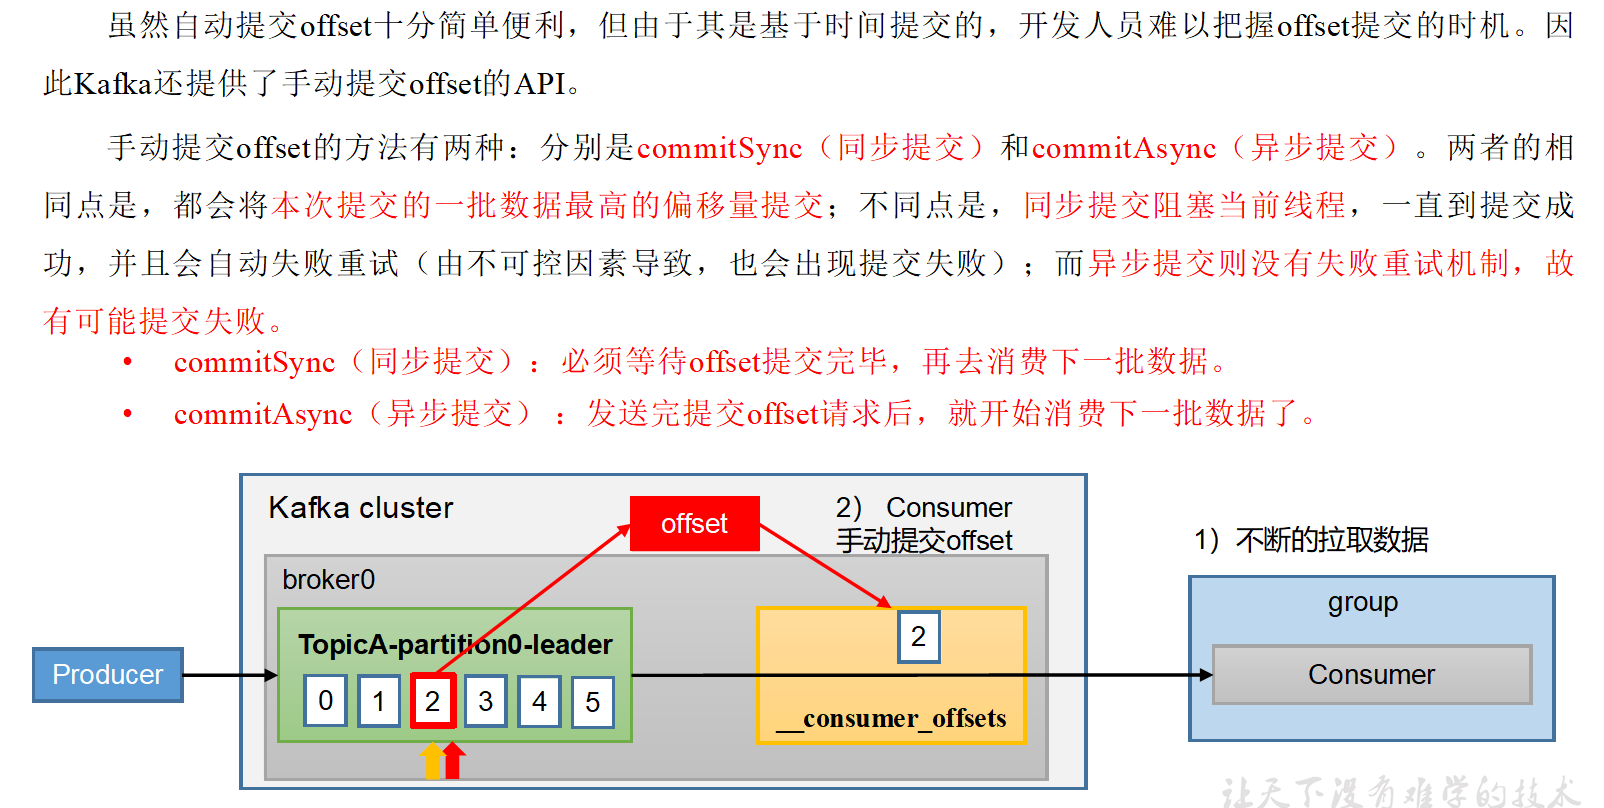 虽然自动提交offset十分简单便利，但由于其是基于时间提交的，开发人员难以把握offset提交的时机。因
此Kafka还提供了手动提交offset的API。
手动提交offset的方法有两种：分别是commitSync（同步提交）和commitAsync（异步提交）。两者的相
同点是，都会将本次提交的一批数据最高的偏移量提交；不同点是，同步提交阻塞当前线程，一直到提交成
功，并且会自动失败重试（由不可控因素导致，也会出现提交失败）；而异步提交则没有失败重试机制，故
有可能提交失败。
• commitSync（同步提交）：必须等待offset提交完毕，再去消费下一批数据。
• commitAsync（异步提交） ：发送完提交offset请求后，就开始消费下一批数据了。
Kafka cluster
offset
2） Consumer
手动提交offset
1）不断的拉取数据
broker0
group
TopicA-partition0-leader
2
Producer
Consumer
0 1 2 3 4 5
__consumer_offsets
让天下没有难学的技术